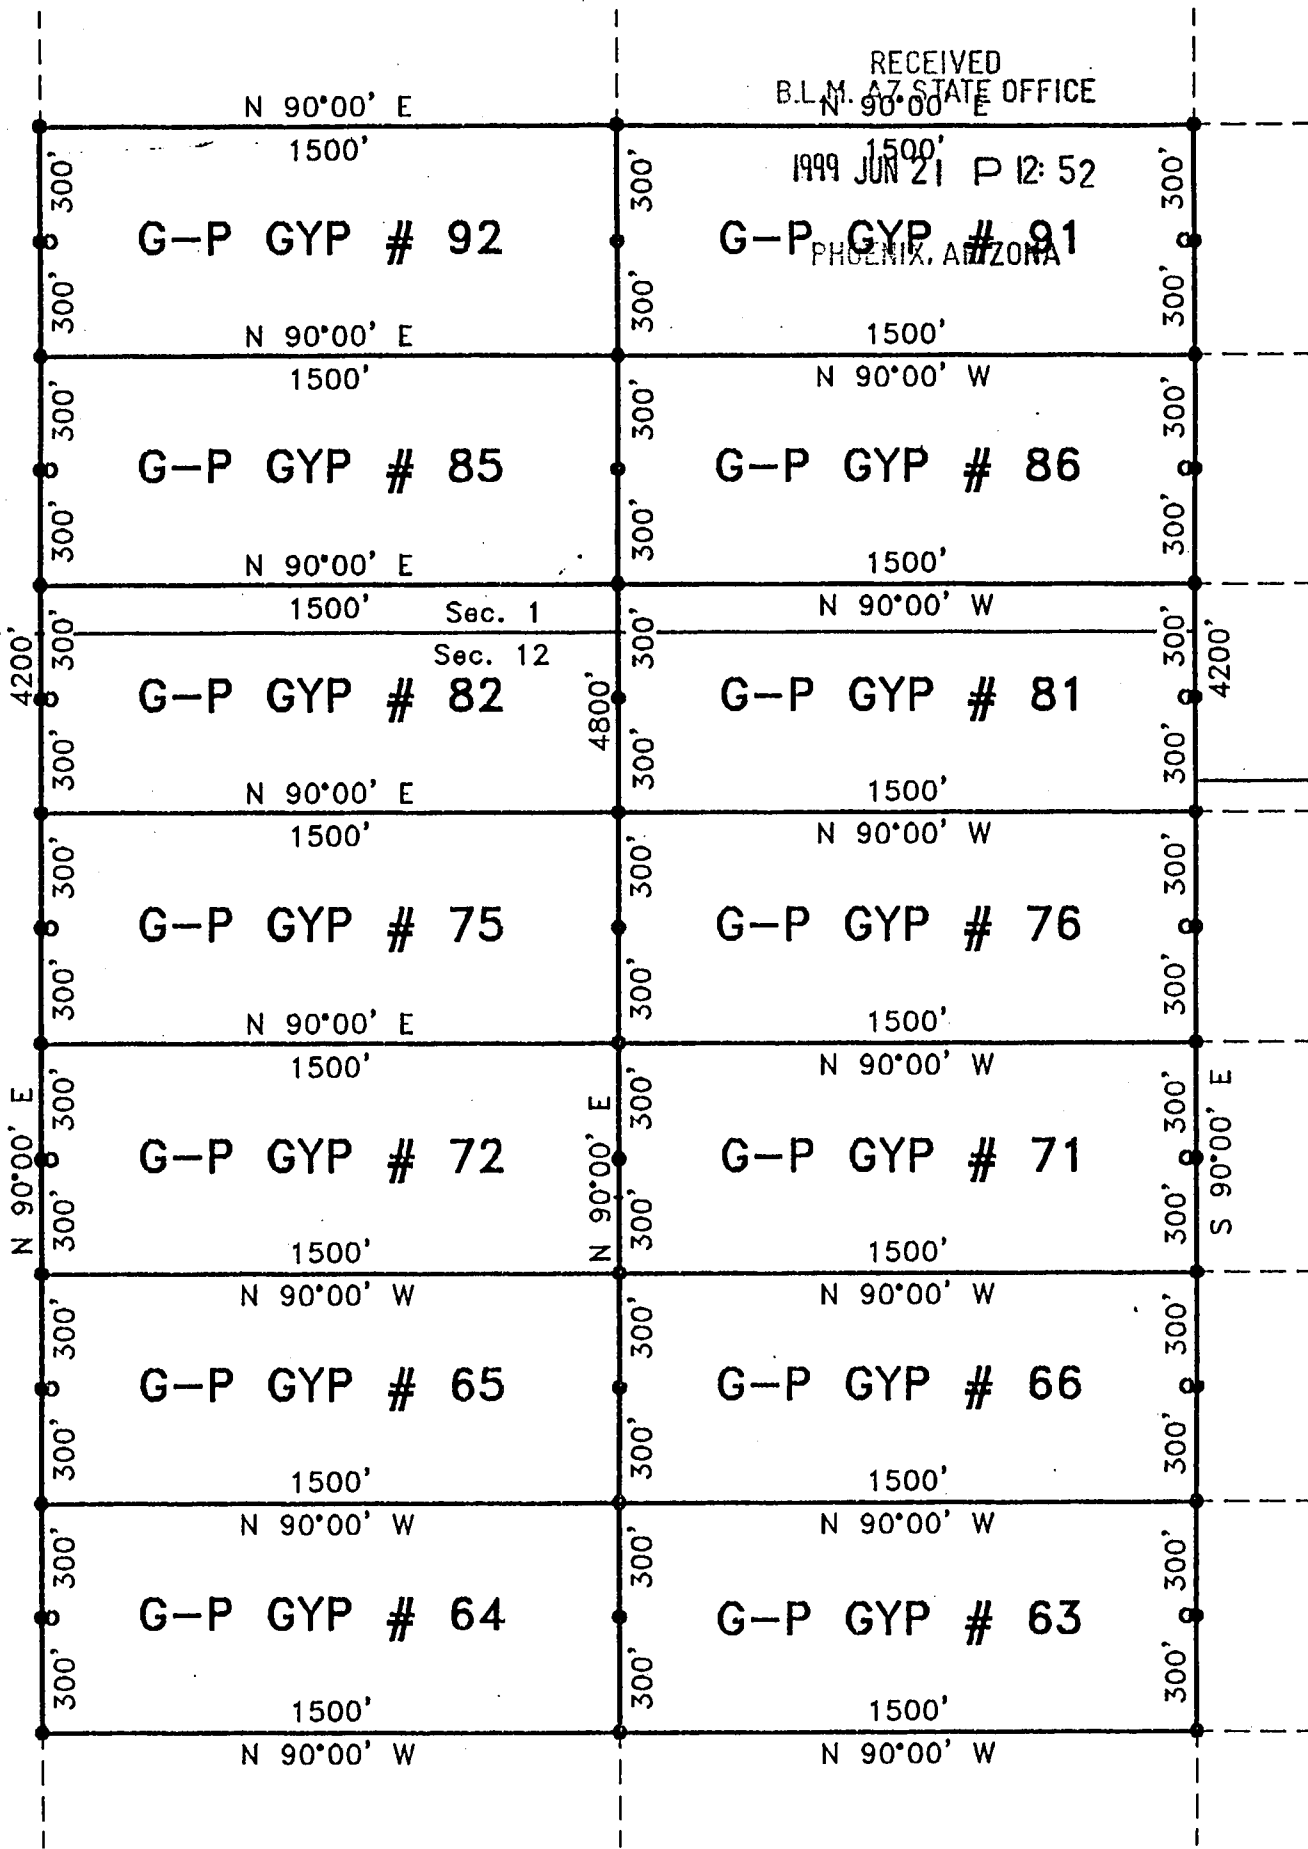 RECEIVED
B.L.M. AZ STATE OFFICE
N 90°00' E
N 90°00' E
1500'
1500'
1999 JUN 21 P 12:52
300'
300'
300'
G-P GYP # 92
G-P GYP # 91
PHOENIX, ARIZONA
300'
300'
300'
N 90°00' E
1500'
1500'
N 90°00' W
300'
300'
300'
G-P GYP # 85
G-P GYP # 86
300'
300'
300'
N 90°00' E
1500'
1500'
N 90°00' W
Sec. 1
Sec. 12
300'
300'
300'
4200'
4800'
4200'
G-P GYP # 82
G-P GYP # 81
300'
300'
300'
N 90°00' E
1500'
1500'
N 90°00' W
300'
300'
300'
G-P GYP # 75
G-P GYP # 76
300'
300'
300'
N 90°00' E
1500'
1500'
N 90°00' W
300'
300'
300'
N 90°00' E
N 90°00' E
S 90°00' E
G-P GYP # 72
G-P GYP # 71
300'
300'
300'
1500'
1500'
N 90°00' W
N 90°00' W
300'
300'
300'
G-P GYP # 65
G-P GYP # 66
300'
300'
300'
1500'
1500'
N 90°00' W
N 90°00' W
300'
300'
300'
G-P GYP # 64
G-P GYP # 63
300'
300'
300'
1500'
1500'
N 90°00' W
N 90°00' W